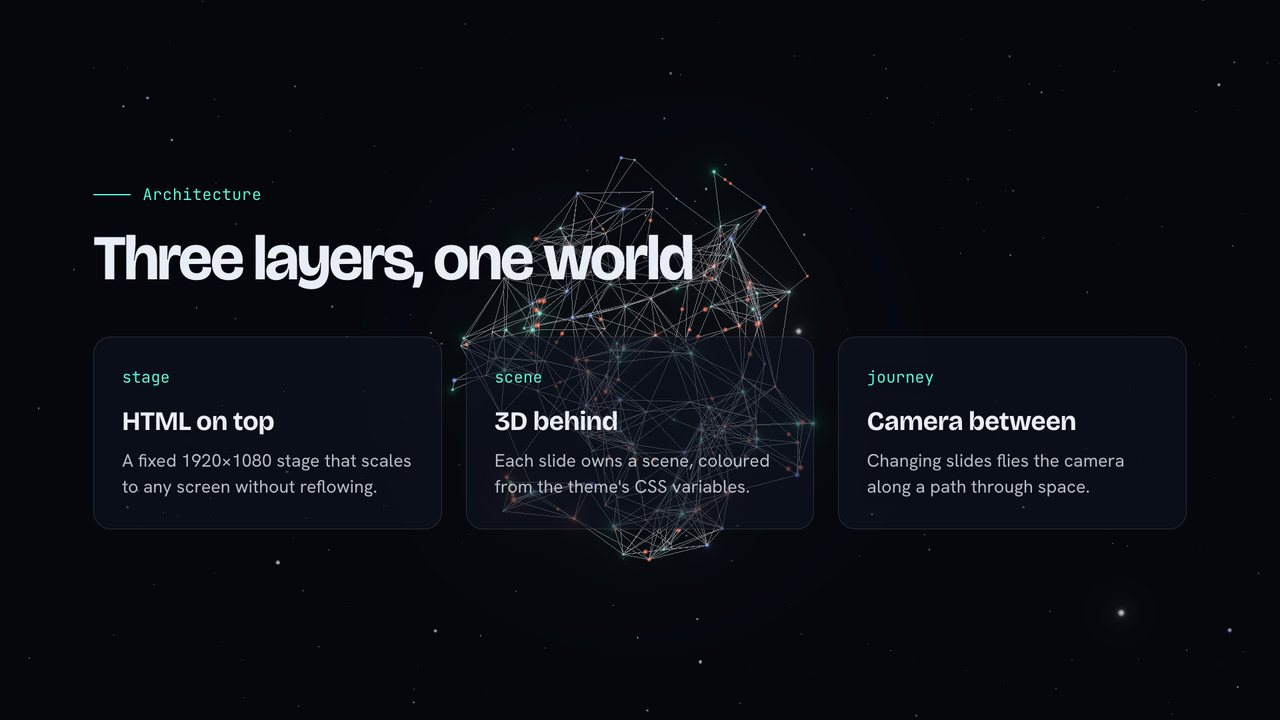 Architecture
Three layers, one world
stage
HTML on top
A fixed 1920×1080 stage that scales
to any screen without reflowing.
scene
3D behind
Each slide owns a scene, coloured
from the theme's CSS variables.
journey
Camera between
Changing slides flies the camera
along a path through space.